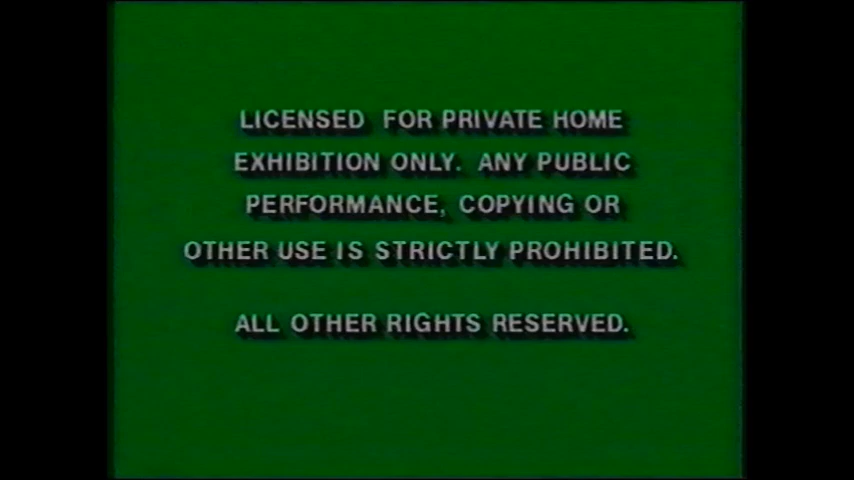 LICENSED FOR PRIVATE HOME
EXHIBITION ONLY. ANY PUBLIC
PERFORMANCE, COPYING OR
OTHER USE IS STRICTLY PROHIBITED.
ALL OTHER RIGHTS RESERVED.